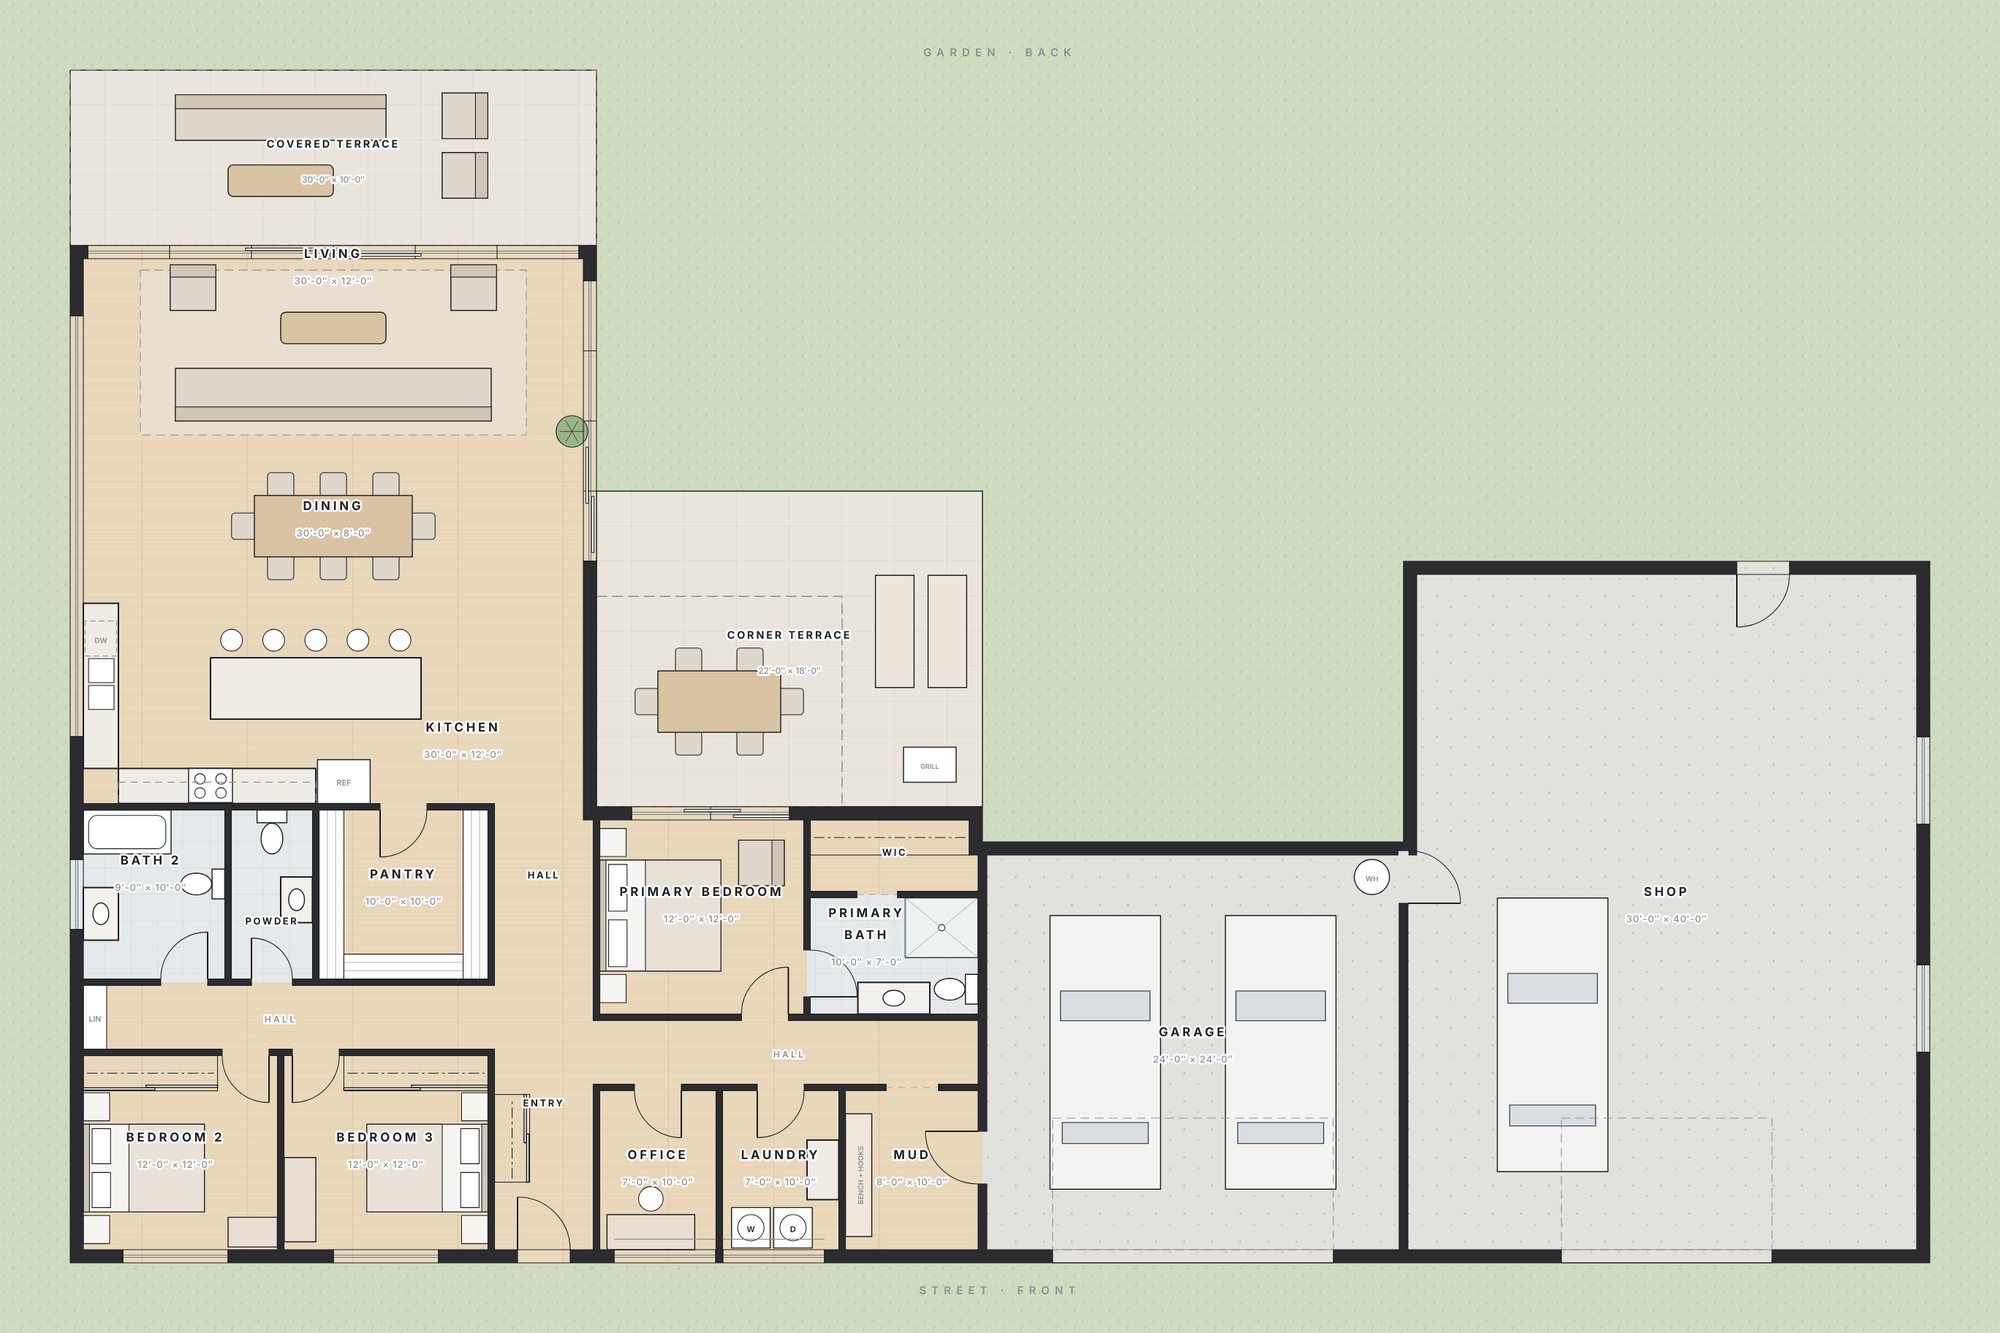 GARDEN · BACK
COVERED TERRACE
30'-0" × 10'-0"
LIVING
30'-0" × 12'-0"
DINING
30'-0" × 8'-0"
DW
CORNER TERRACE
22'-0" × 18'-0"
KITCHEN
30'-0" × 12'-0"
GRILL
REF
BATH 2
9'-0" × 10'-0"
POWDER
PANTRY
10'-0" × 10'-0"
HALL
PRIMARY BEDROOM
12'-0" × 12'-0"
WIC
PRIMARY
BATH
10'-0" × 7'-0"
WH
SHOP
30'-0" × 40'-0"
LIN
HALL
HALL
GARAGE
24'-0" × 24'-0"
ENTRY
BEDROOM 2
12'-0" × 12'-0"
BEDROOM 3
12'-0" × 12'-0"
OFFICE
7'-0" × 10'-0"
LAUNDRY
7'-0" × 10'-0"
W
D
BENCH + HOOKS
MUD
8'-0" × 10'-0"
STREET · FRONT